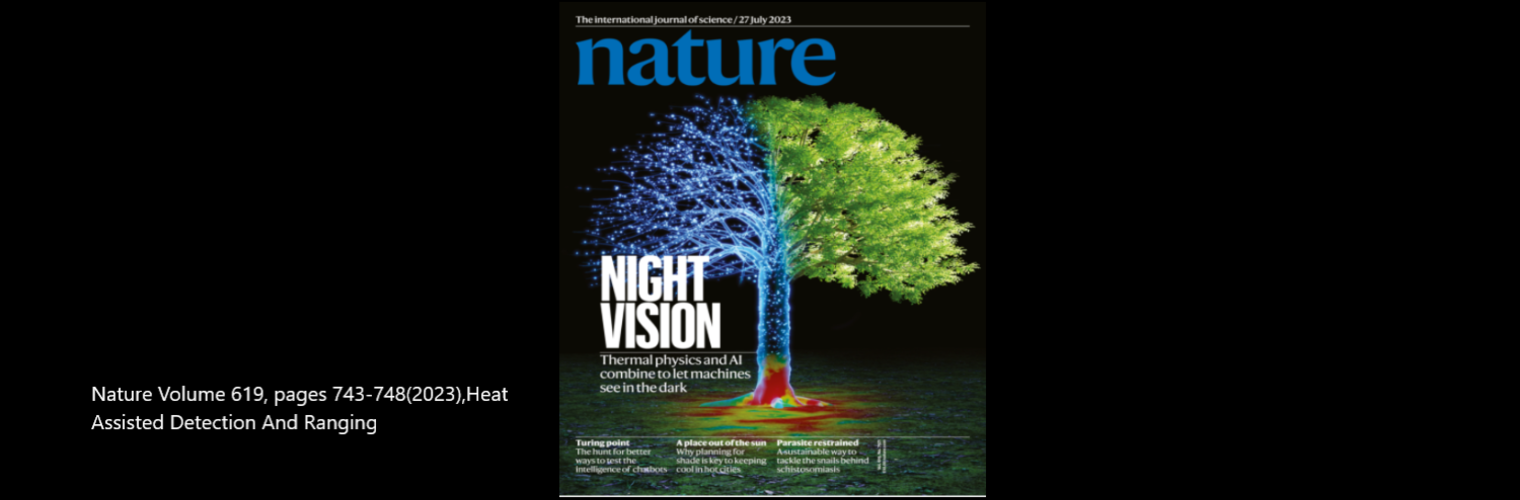 The international journal of science / 27 July 2023
nature
NIGHT
VISION
Thermal physics and AI
combine to let machines
see in the dark
Nature Volume 619, pages 743-748(2023),Heat
Assisted Detection And Ranging
Turing point
The hunt for better
ways to test the
intelligence of chatbots
A place out of the sun
Why planning for
shade is key to keeping
cool in hot cities
Parasite restrained
A sustainable way to
tackle the snails behind
schistosomiasis